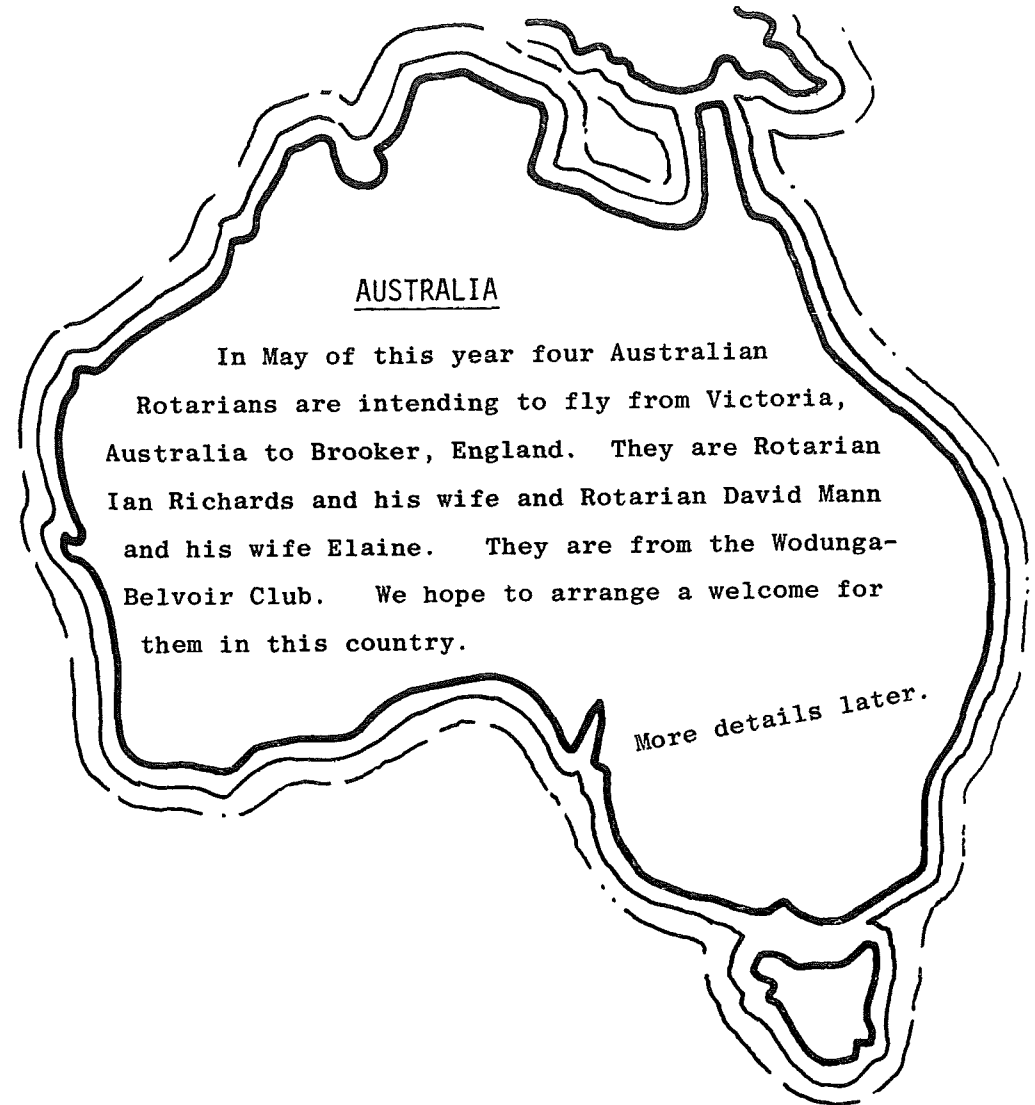 AUSTRALIA
In May of this year four Australian
Rotarians are intending to fly from Victoria,
Australia to Brooker, England. They are Rotarian
Ian Richards and his wife and Rotarian David Mann
and his wife Elaine. They are from the Wodunga-
Belvoir Club. We hope to arrange a welcome for
them in this country.
More details later.